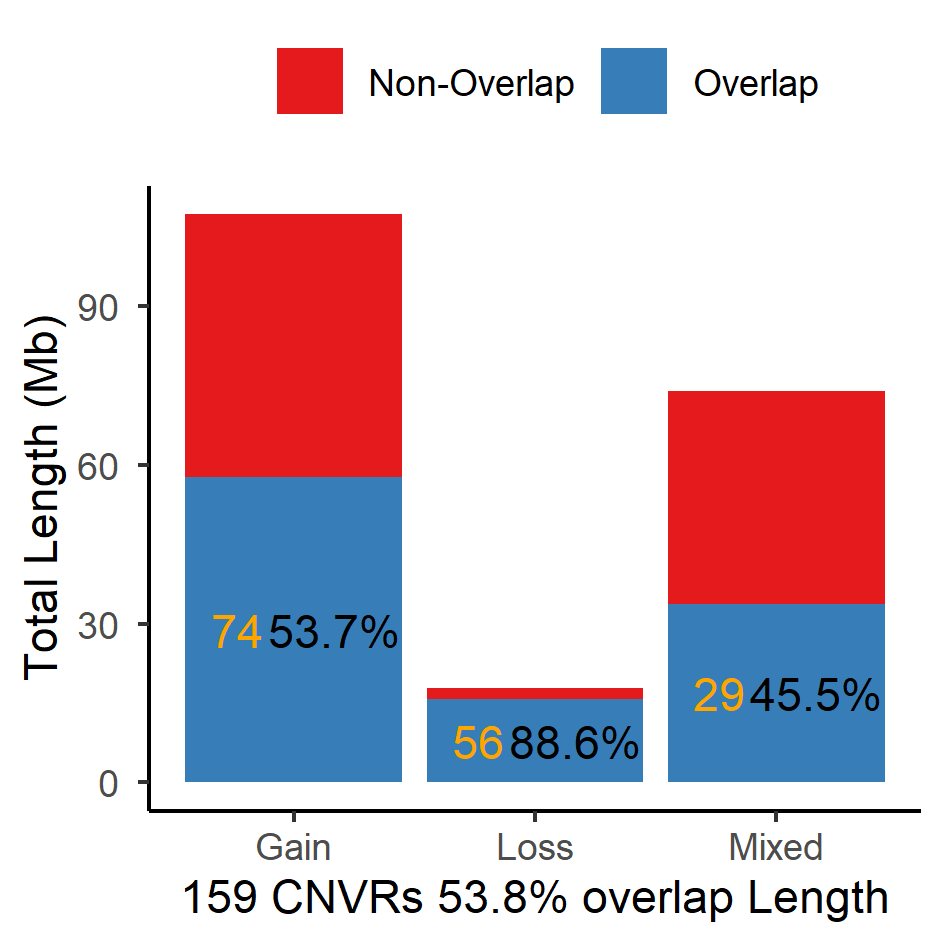 Non-Overlap Overlap
Total Length (Mb)
90
60
30
0
74 53.7%
56 88.6%
29 45.5%
Gain Loss Mixed
159 CNVRs 53.8% overlap Length